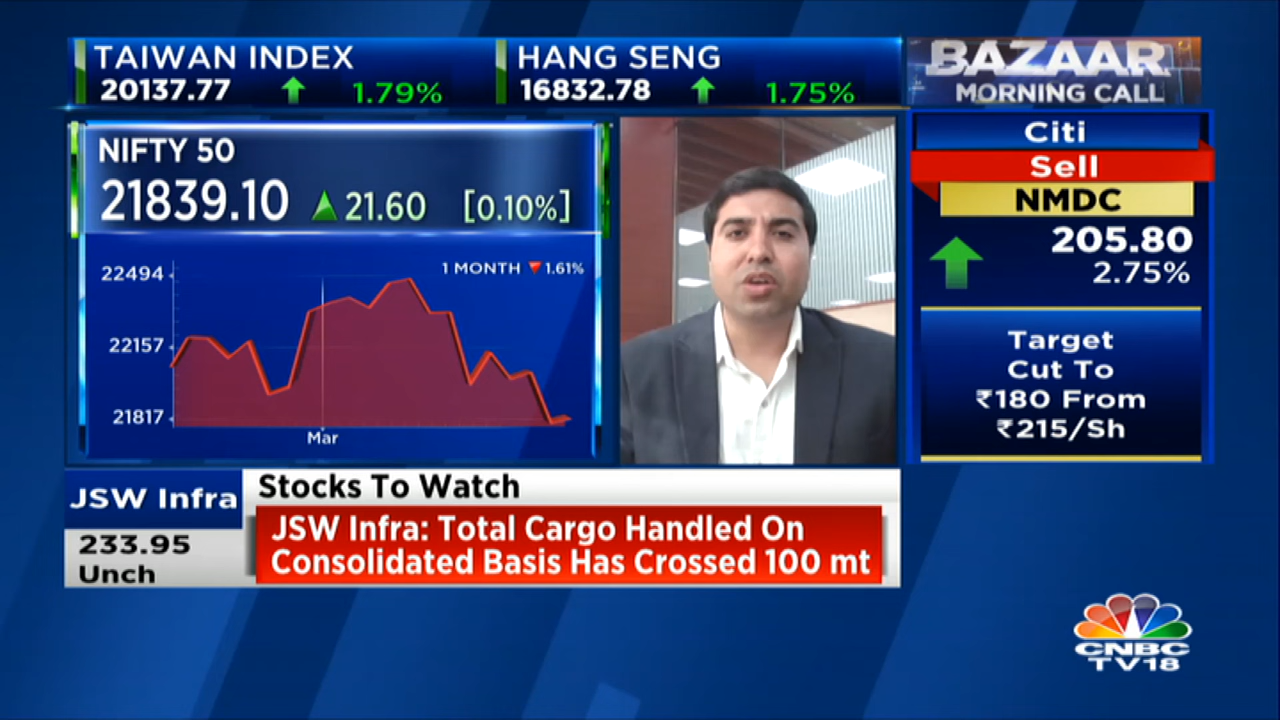 TAIWAN INDEX
20137.77 1.79%
HANG SENG
16832.78 1.75%
BAZAAR
MORNING CALL
NIFTY 50
21839.10 21.60 [0.10%]
1 MONTH 1.61%
22494
22157
21817
Mar
Citi
Sell
NMDC
205.80
2.75%
Target
Cut To
₹180 From
₹215/Sh
JSW Infra
233.95
Unch
Stocks To Watch
JSW Infra: Total Cargo Handled On
Consolidated Basis Has Crossed 100 mt
CNBC
TV18